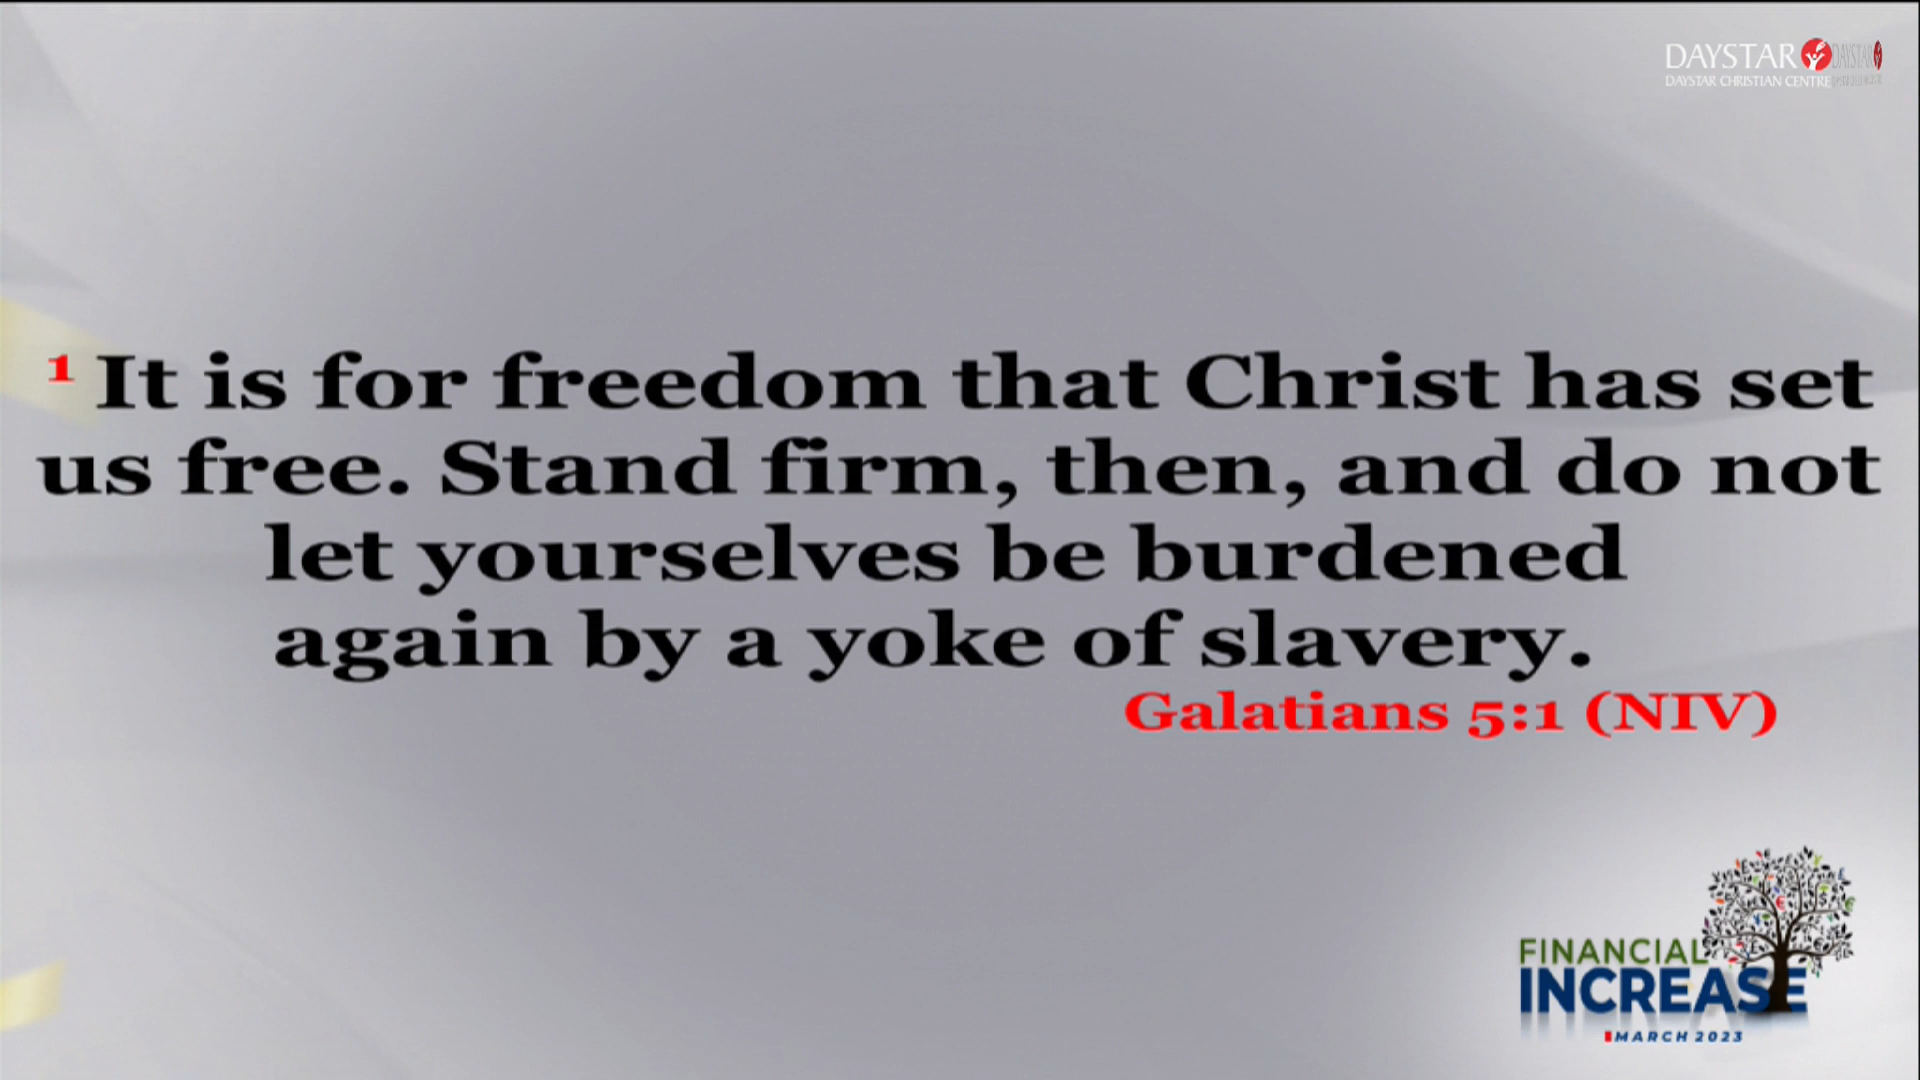 DAYSTAR
DAYSTAR CHRISTIAN CENTRE
1 It is for freedom that Christ has set
us free. Stand firm, then, and do not
let yourselves be burdened
again by a yoke of slavery.
Galatians 5:1 (NIV)
FINANCIAL
INCREASE
MARCH 2023